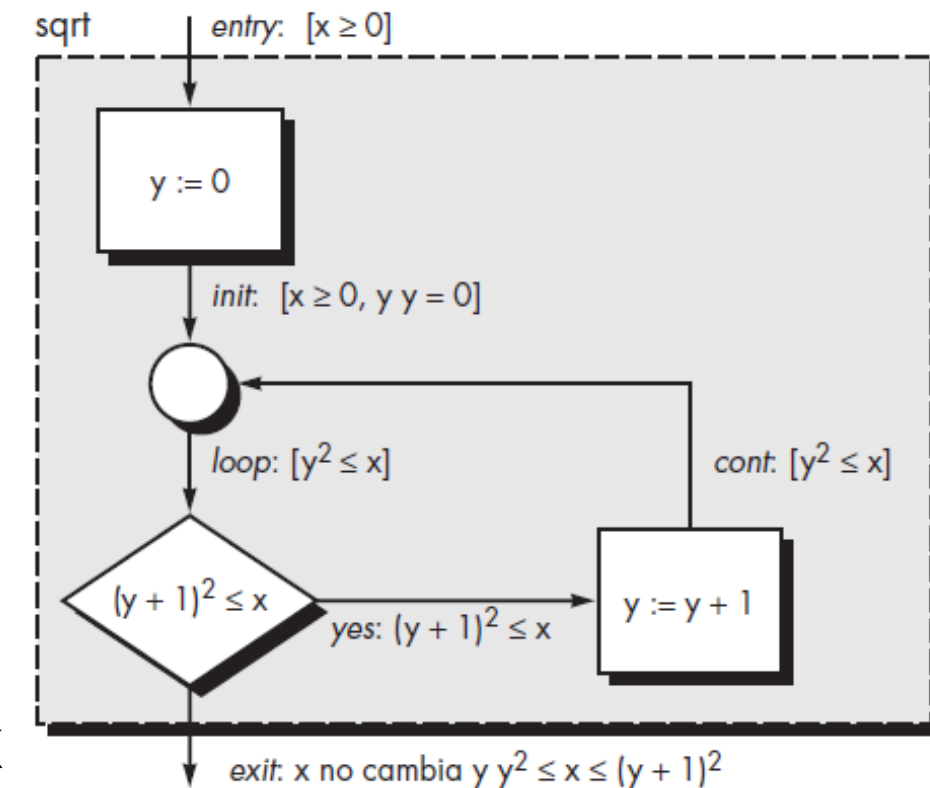 sqrt
entry: [x ≥ 0]
y := 0
init: [x ≥ 0, y y = 0]
loop: [y² ≤ x]
cont: [y² ≤ x]
(y + 1)² ≤ x
yes: (y + 1)² ≤ x
y := y + 1
exit: x no cambia y y² ≤ x ≤ (y + 1)²